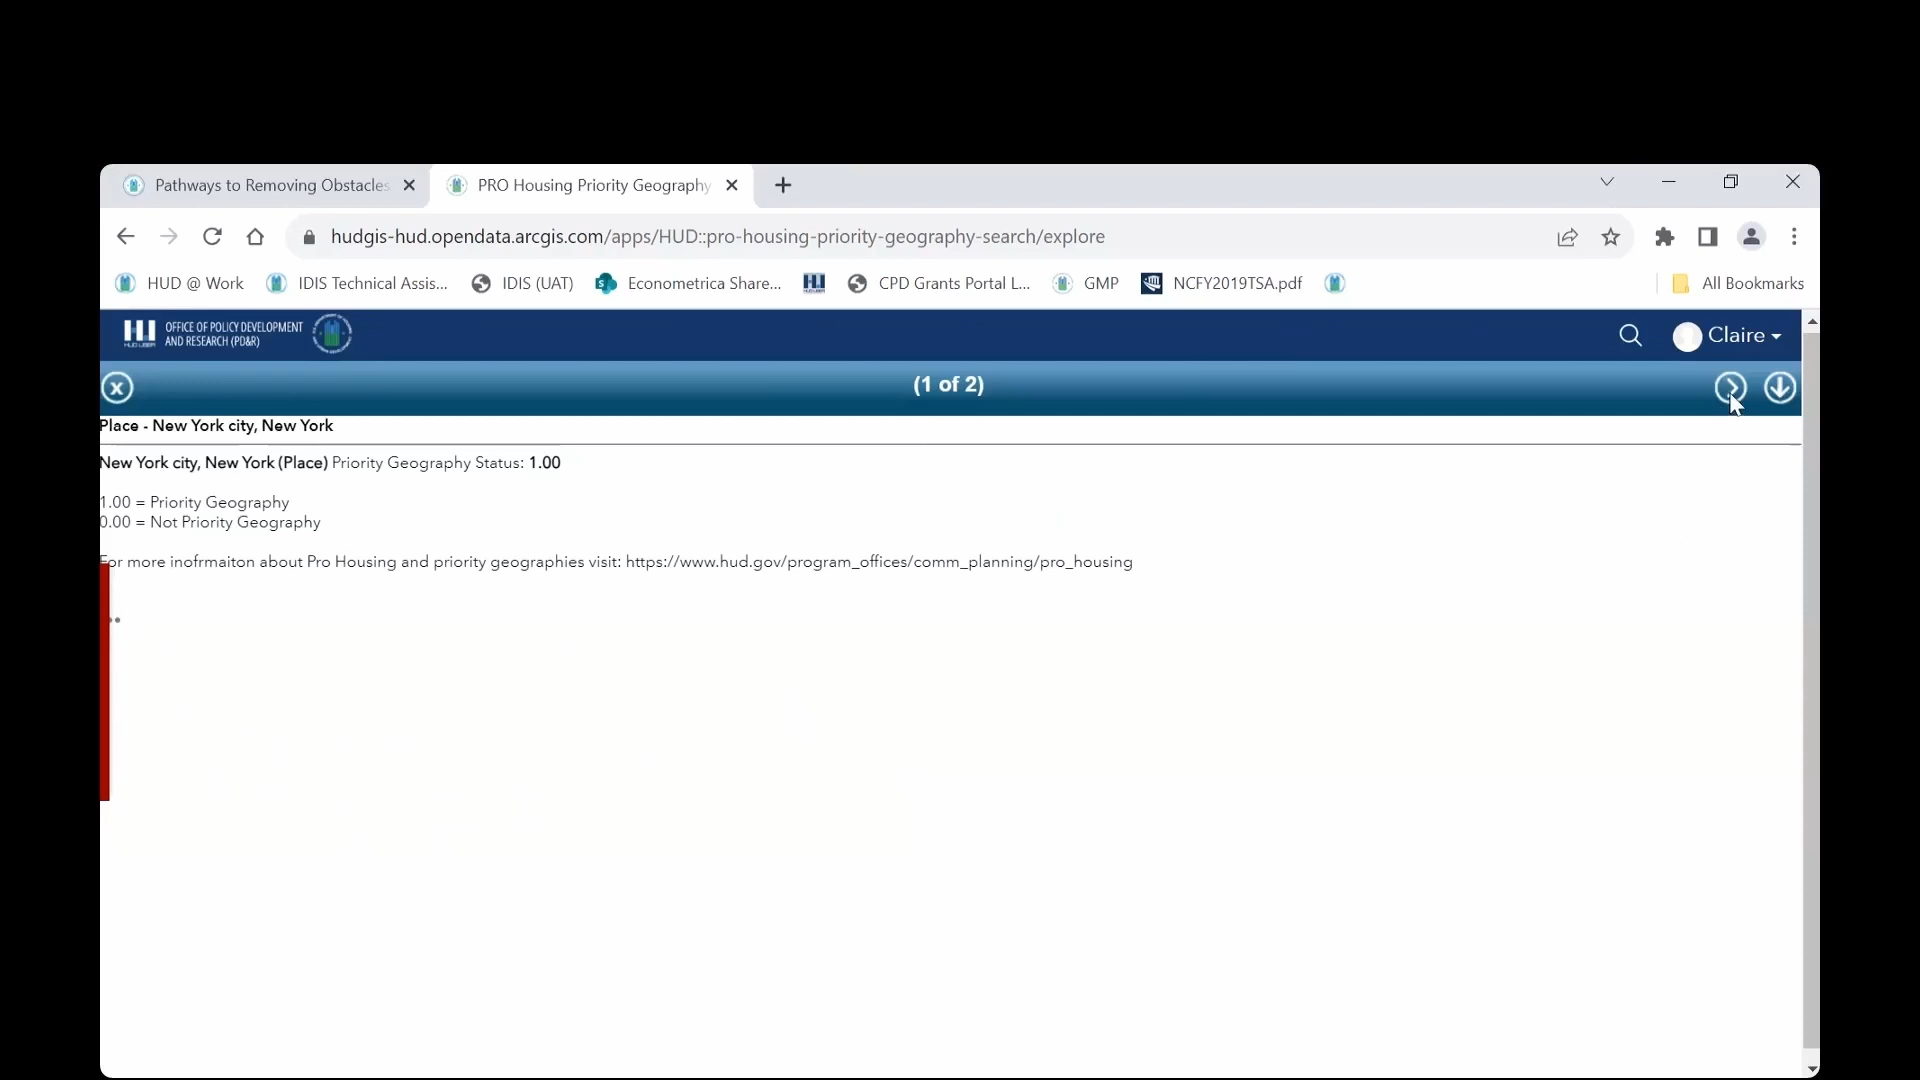 Pathways to Removing Obstacles
PRO Housing Priority Geography
hudgis-hud.opendata.arcgis.com/apps/HUD::pro-housing-priority-geography-search/explore
HUD @ Work
IDIS Technical Assis...
IDIS (UAT)
Econometrica Share...
CPD Grants Portal L...
GMP
NCFY2019TSA.pdf
All Bookmarks
OFFICE OF POLICY DEVELOPMENT
AND RESEARCH (PD&R)
Claire
(1 of 2)
Place - New York city, New York
New York city, New York (Place) Priority Geography Status: 1.00
1.00 = Priority Geography
0.00 = Not Priority Geography
For more inofrmaiton about Pro Housing and priority geographies visit: https://www.hud.gov/program_offices/comm_planning/pro_housing